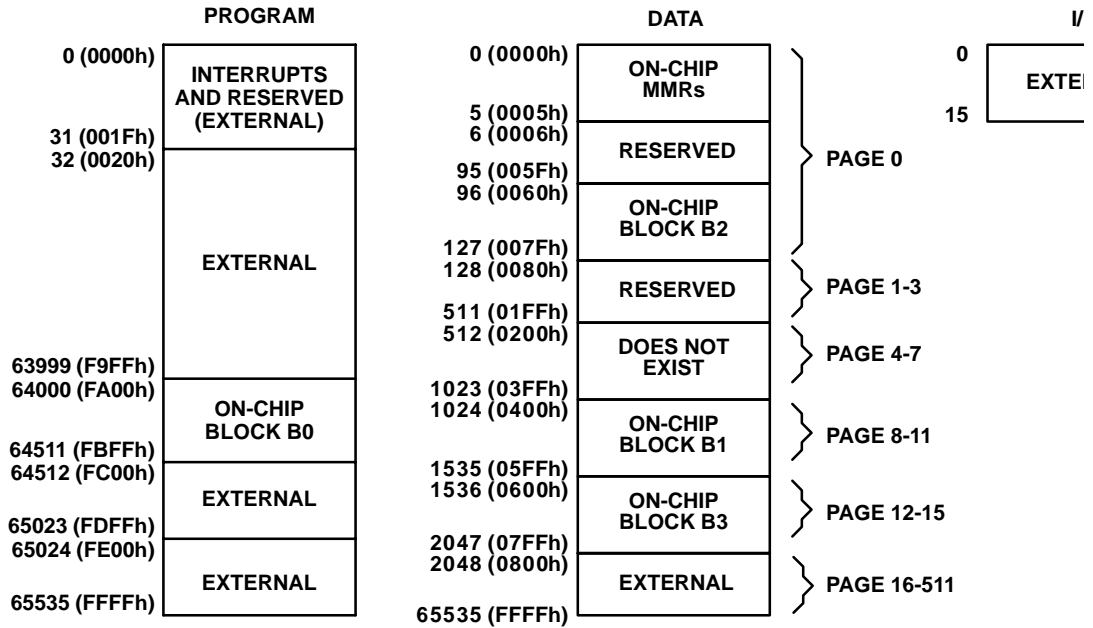 PROGRAM
0 (0000h)
INTERRUPTS
AND RESERVED
(EXTERNAL)
31 (001Fh)
32 (0020h)
EXTERNAL
63999 (F9FFh)
64000 (FA00h)
ON-CHIP
BLOCK B0
64511 (FBFFh)
64512 (FC00h)
EXTERNAL
65023 (FDFFh)
65024 (FE00h)
EXTERNAL
65535 (FFFFh)
DATA
0 (0000h)
ON-CHIP
MMRs
5 (0005h)
6 (0006h)
RESERVED
95 (005Fh)
96 (0060h)
ON-CHIP
BLOCK B2
127 (007Fh)
PAGE 0
128 (0080h)
RESERVED
511 (01FFh)
PAGE 1-3
512 (0200h)
DOES NOT
EXIST
1023 (03FFh)
PAGE 4-7
1024 (0400h)
ON-CHIP
BLOCK B1
1535 (05FFh)
PAGE 8-11
1536 (0600h)
ON-CHIP
BLOCK B3
2047 (07FFh)
PAGE 12-15
2048 (0800h)
EXTERNAL
65535 (FFFFh)
PAGE 16-511
I/
0
15